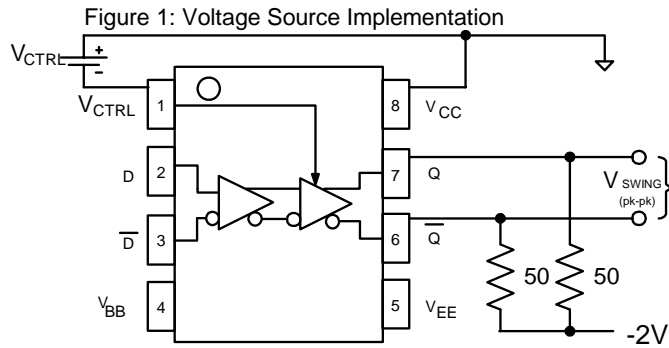 Figure 1: Voltage Source Implementation
VCTRL
+
-
VCTRL
1
8
VCC
D
2
7
Q
VSWING
(pk-pk)
D
3
6
Q
50
50
VBB
4
5
VEE
-2V